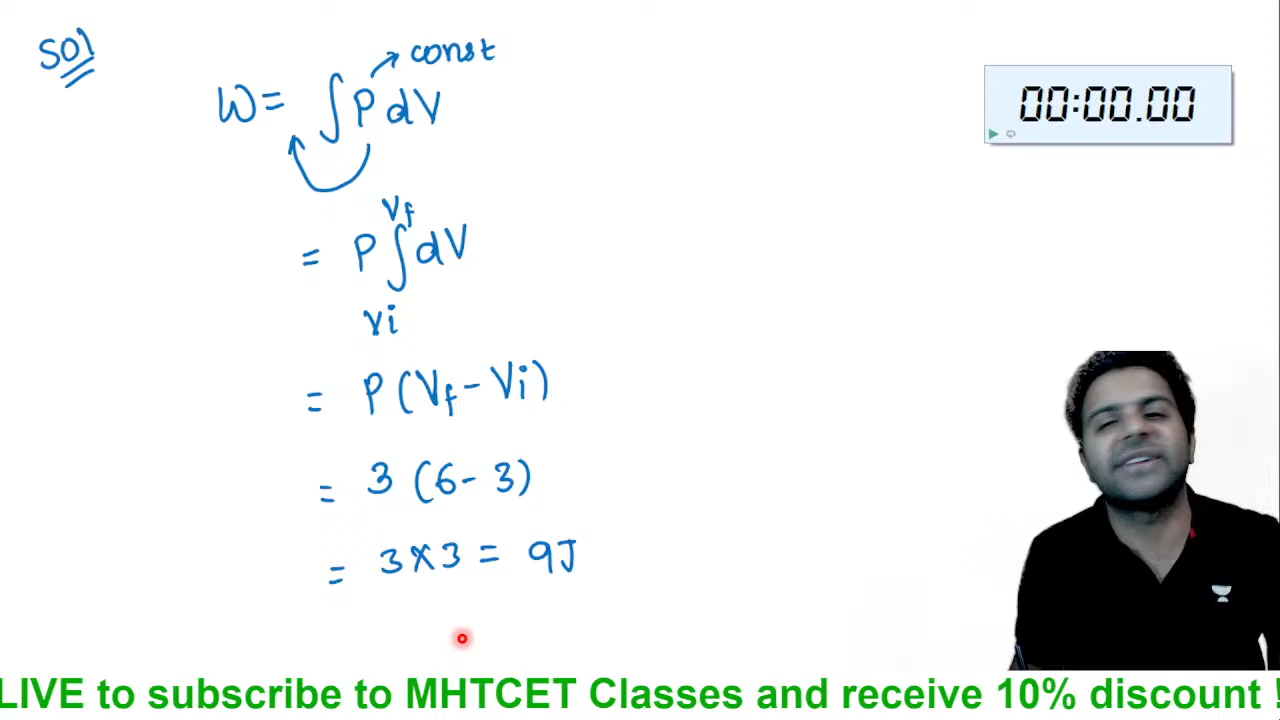 Sol
const
W = ∫ P dV
Vf
= P ∫ dV
Vi
= P (Vf - Vi)
= 3 (6 - 3)
= 3 × 3 = 9J
00:00.00
LIVE to subscribe to MHTCET Classes and receive 10% discount !